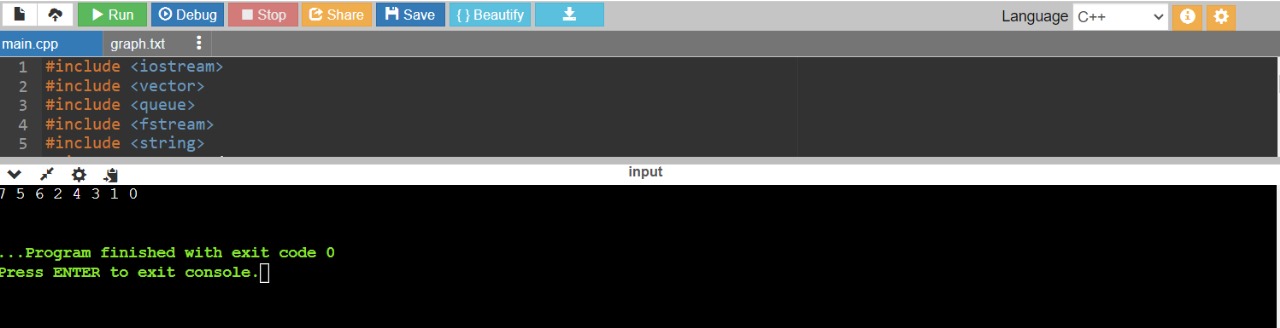 Run Debug Stop Share Save { } Beautify Language C++
main.cpp graph.txt
1 #include <iostream>
2 #include <vector>
3 #include <queue>
4 #include <fstream>
5 #include <string>
input
7 5 6 2 4 3 1 0
...Program finished with exit code 0
Press ENTER to exit console.